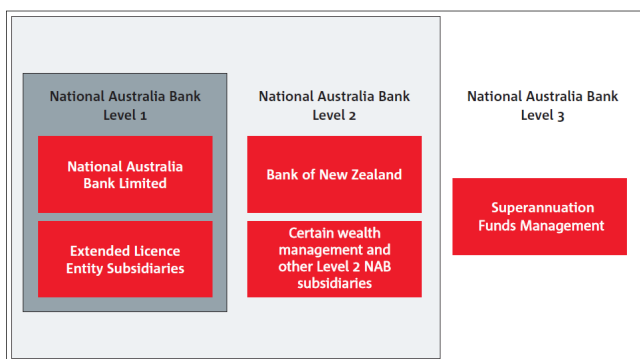 National Australia Bank
Level 1
National Australia
Bank Limited
Extended Licence
Entity Subsidiaries
National Australia Bank
Level 2
Bank of New Zealand
Certain wealth
management and
other Level 2 NAB
subsidiaries
National Australia Bank
Level 3
Superannuation
Funds Management